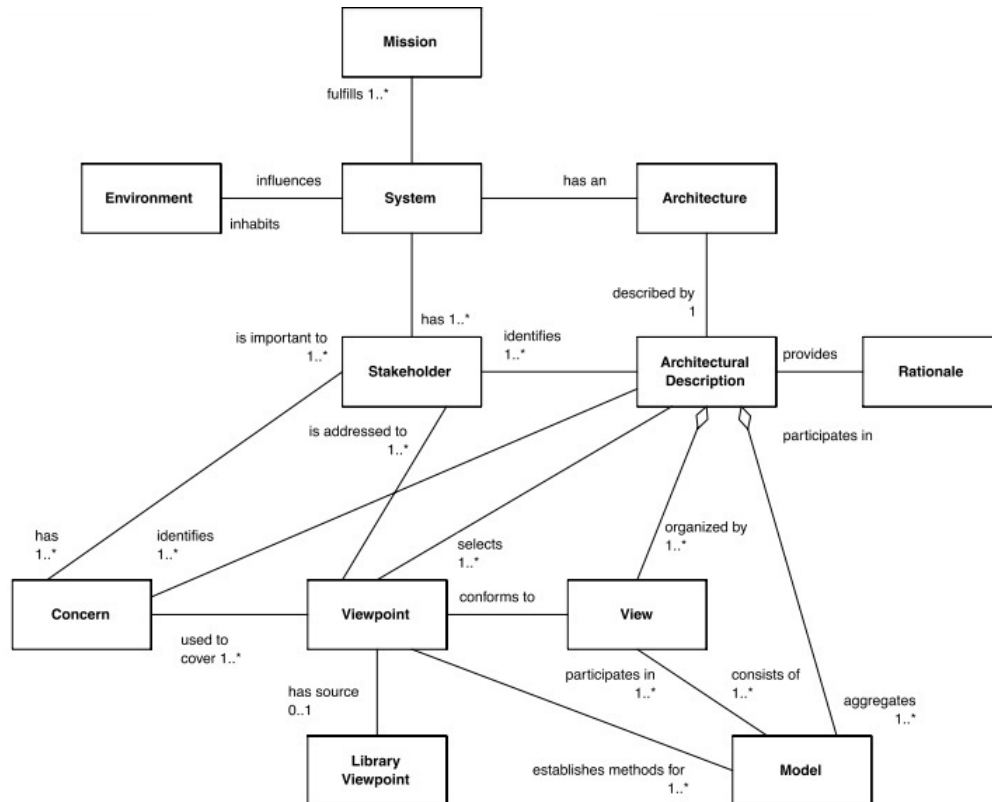 Mission
fulfills 1..*
influences
has an
Environment
System
Architecture
inhabits
described by
1
has 1..*
is important to
1..*
identifies
1..*
Stakeholder
Architectural
Description
provides
Rationale
is addressed to
1..*
participates in
has
1..*
identifies
1..*
selects
1..*
organized by
1..*
Concern
Viewpoint
conforms to
View
used to
cover 1..*
has source
0..1
participates in
1..*
consists of
1..*
aggregates
1..*
Library
Viewpoint
establishes methods for
1..*
Model